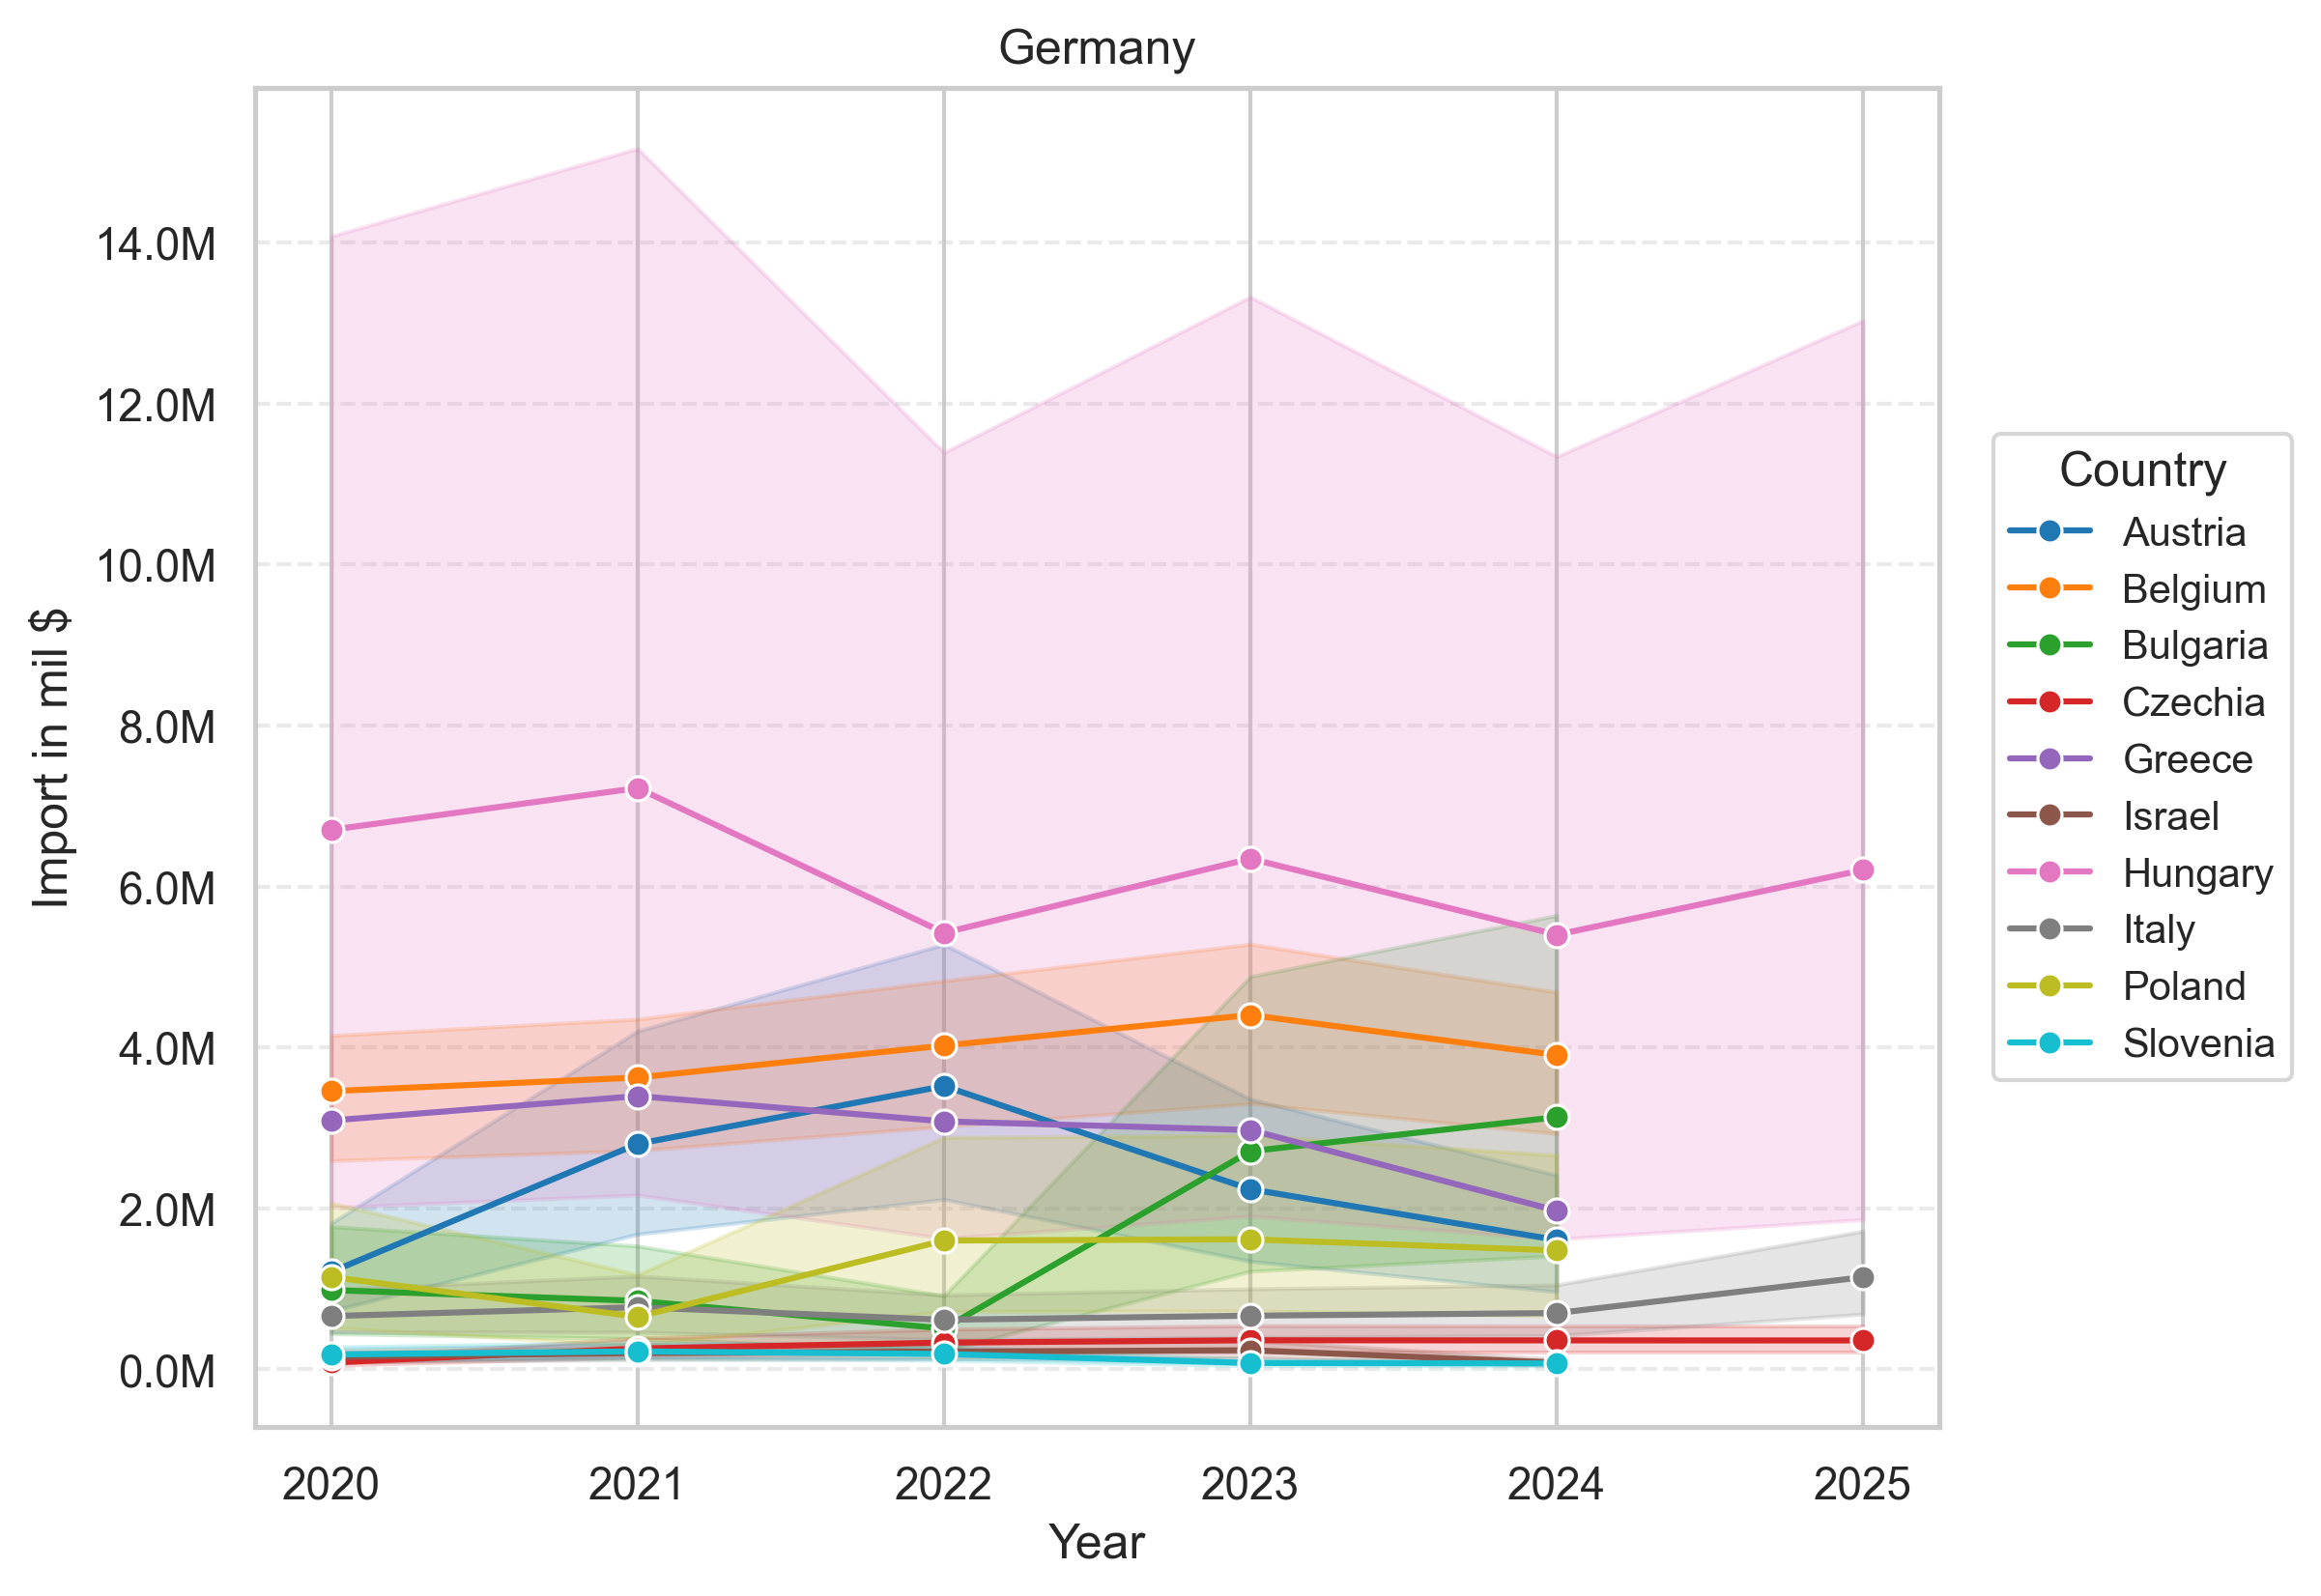 Germany
14.0M
12.0M
10.0M
8.0M
6.0M
4.0M
2.0M
0.0M
Import in mil $
2020 2021 2022 2023 2024 2025
Year
Country
Austria
Belgium
Bulgaria
Czechia
Greece
Israel
Hungary
Italy
Poland
Slovenia